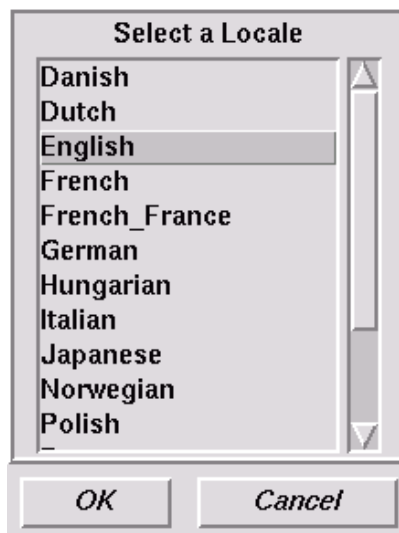 Select a Locale
Danish
Dutch
English
French
French_France
German
Hungarian
Italian
Japanese
Norwegian
Polish
OK Cancel